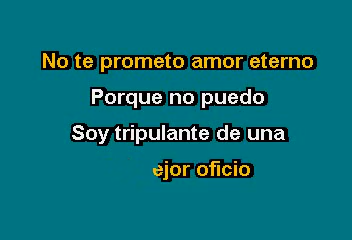 No te prometo amor eterno
Porque no puedo
Soy tripulante de una
ejor oficio